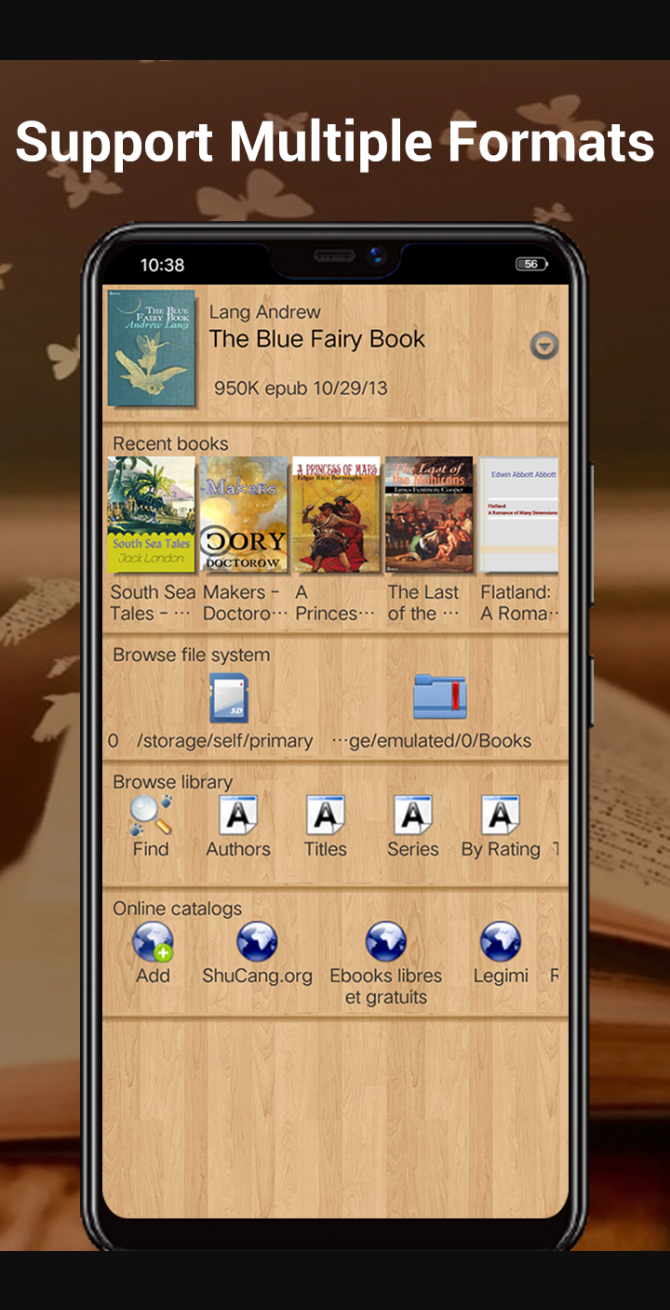 Support Multiple Formats
10:38
56
THE BLUE
FAIRY BOOK
Andrew Lang
Lang Andrew
The Blue Fairy Book
950K epub 10/29/13
Recent books
South Sea Tales
Jack London
Makers
CORY
DOCTOROW
A PRINCESS OF MARS
Edgar Rice Burroughs
The Last of
the Mohicans
James Fenimore Cooper
Edwin Abbott Abbott
Flatland:
A Romance of Many Dimensions
South Sea
Tales - ···
Makers -
Doctoro···
A
Princes···
The Last
of the ···
Flatland:
A Roma··
Browse file system
SD
0 /storage/self/primary
···ge/emulated/0/Books
Browse library
A
A
A
A
Find
Authors
Titles
Series
By Rating
Online catalogs
Add
ShuCang.org
Ebooks libres
et gratuits
Legimi